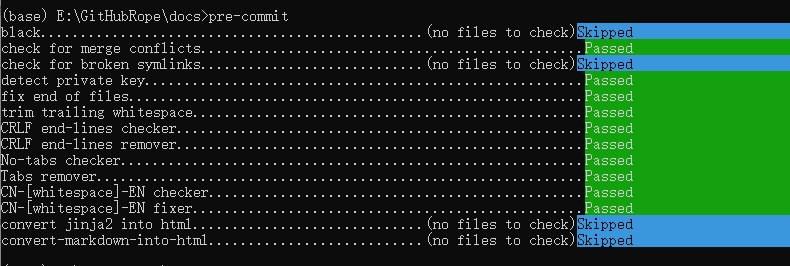 (base) E:\GitHubRope\docs>pre-commit
black................................................(no files to check)Skipped
check for merge conflicts................................................Passed
check for broken symlinks............................(no files to check)Skipped
detect private key.......................................................Passed
fix end of files.........................................................Passed
trim trailing whitespace.................................................Passed
CRLF end-lines checker...................................................Passed
CRLF end-lines remover...................................................Passed
No-tabs checker..........................................................Passed
Tabs remover.............................................................Passed
CN-[whitespace]-EN checker...............................................Passed
CN-[whitespace]-EN fixer.................................................Passed
convert jinja2 into html.............................(no files to check)Skipped
convert-markdown-into-html...........................(no files to check)Skipped